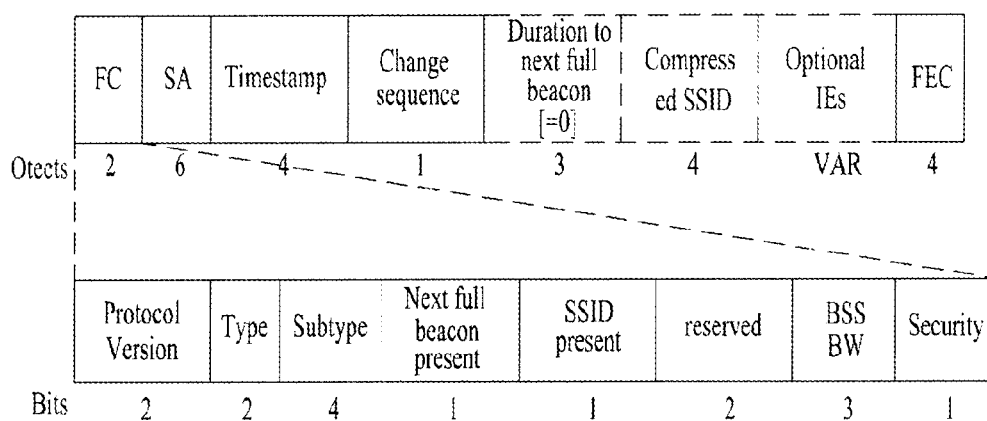 FC
SA
Timestamp
Change
sequence
Duration to
next full
beacon
[=0]
Compress
ed SSID
Optional
IEs
FEC
Otects 2 6 4 1 3 4 VAR 4
Protocol
Version
Type
Subtype
Next full
beacon
present
SSID
present
reserved
BSS
BW
Security
Bits 2 2 4 1 1 2 3 1